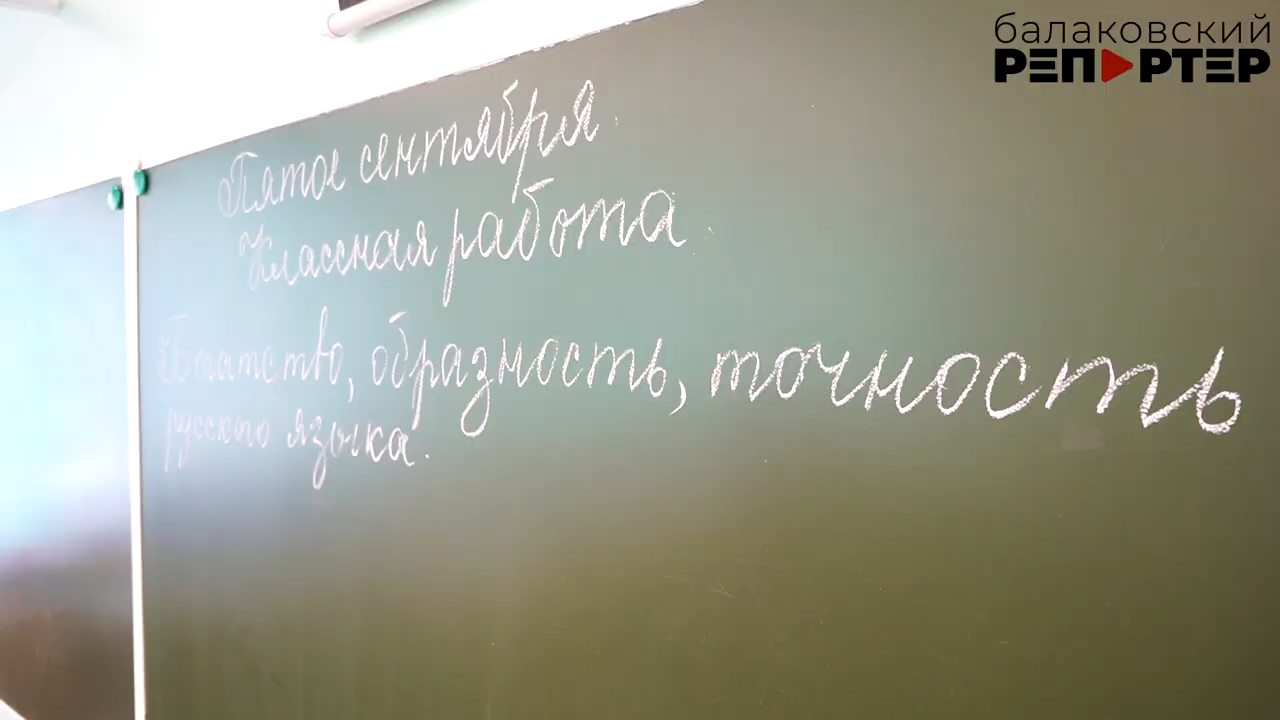 балаковский
РЕПОРТЕР
Пятое сентября.
Классная работа.
Богатство, образность, точность
русского языка.